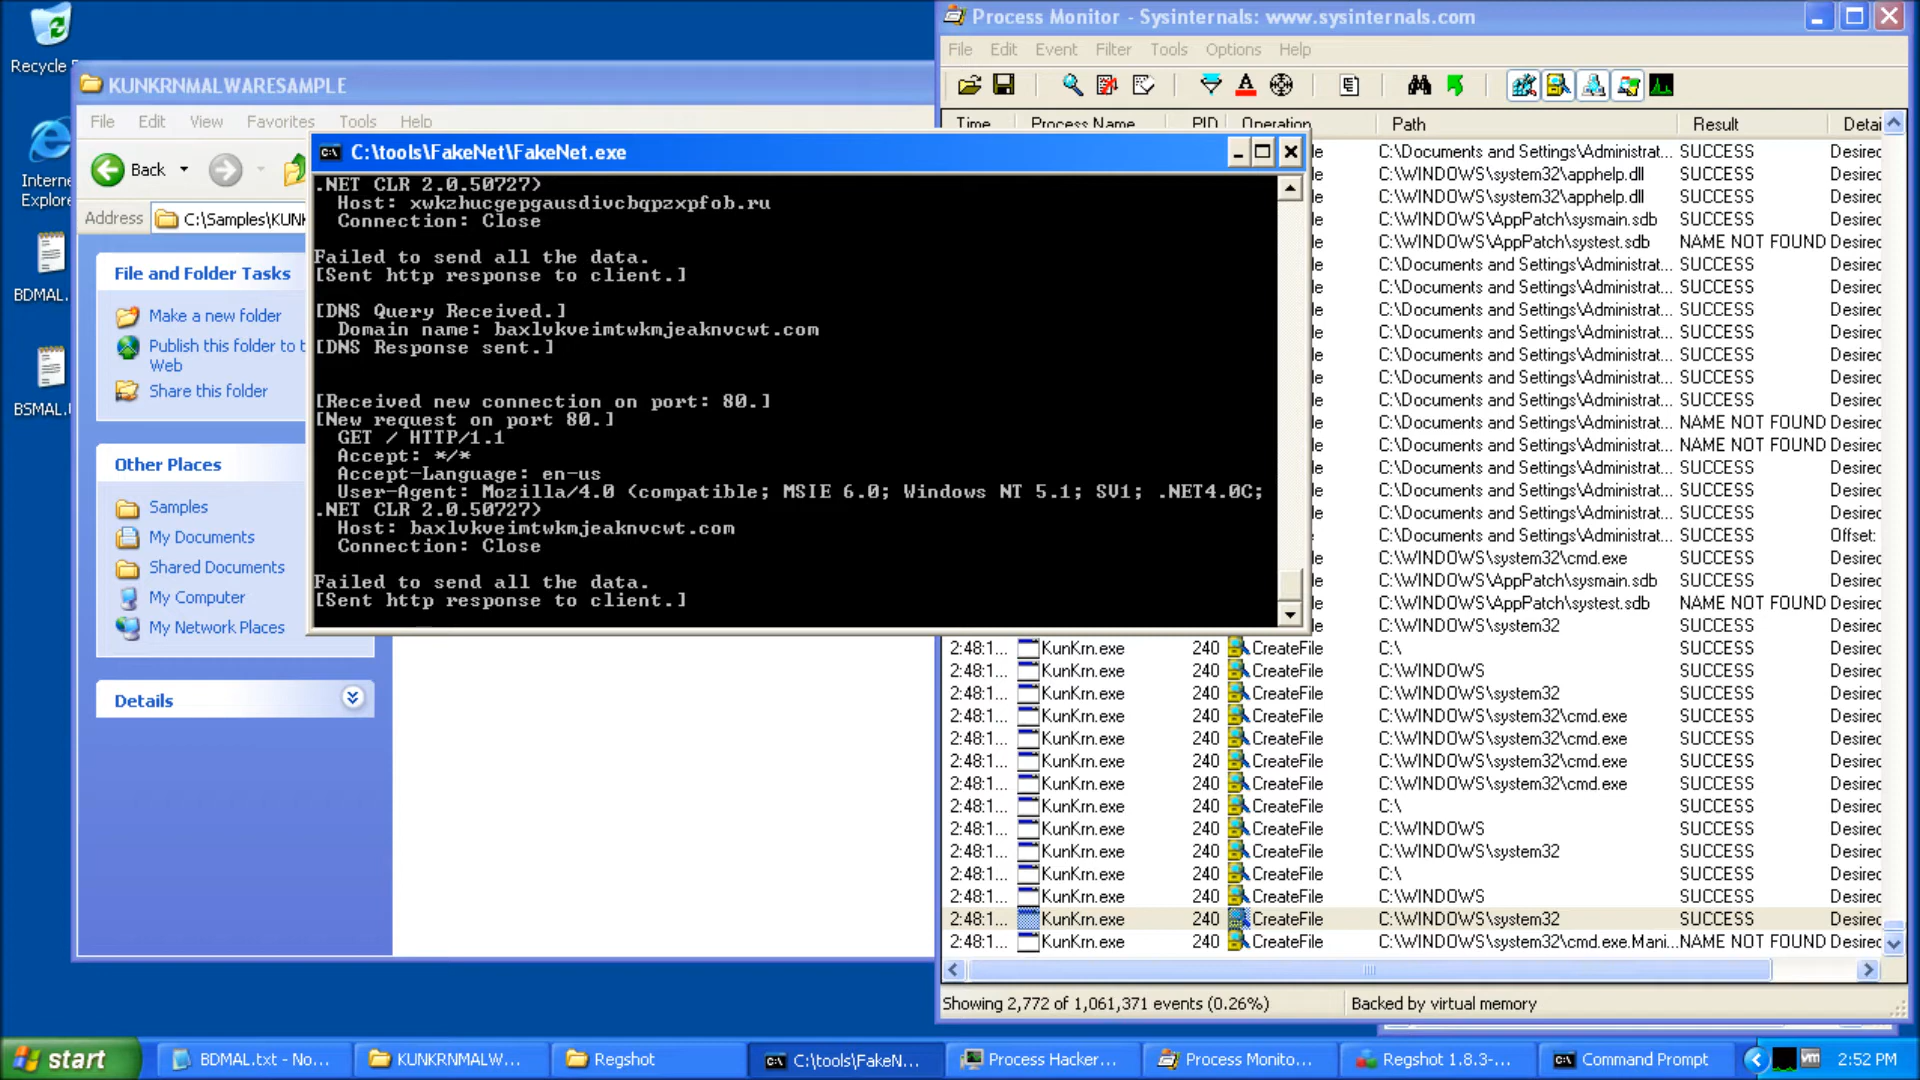 Recycle
Internet
Explore
BDMAL.
BSMAL.
KUNKRNMALWARESAMPLE
File Edit View Favorites Tools Help
Back
Address C:\Samples\KUN
File and Folder Tasks
Make a new folder
Publish this folder to t
Web
Share this folder
Other Places
Samples
My Documents
Shared Documents
My Computer
My Network Places
Details
C:\tools\FakeNet\FakeNet.exe
.NET CLR 2.0.50727)
Host: xwkzhucgepgausdivcbqpzxpfob.ru
Connection: Close
Failed to send all the data.
[Sent http response to client.]
[DNS Query Received.]
Domain name: baxlvkveimtwkmjeaknvcwt.com
[DNS Response sent.]
[Received new connection on port: 80.]
[New request on port 80.]
GET / HTTP/1.1
Accept: */*
Accept-Language: en-us
User-Agent: Mozilla/4.0 (compatible; MSIE 6.0; Windows NT 5.1; SV1; .NET4.0C;
.NET CLR 2.0.50727)
Host: baxlvkveimtwkmjeaknvcwt.com
Connection: Close
Failed to send all the data.
[Sent http response to client.]
Process Monitor - Sysinternals: www.sysinternals.com
File Edit Event Filter Tools Options Help
Time Process Name PID Operation Path Result Detai
le C:\Documents and Settings\Administrat... SUCCESS Desired
C:\WINDOWS\system32\apphelp.dll SUCCESS Desired
C:\WINDOWS\system32\apphelp.dll SUCCESS Desired
C:\WINDOWS\AppPatch\sysmain.sdb SUCCESS Desired
C:\WINDOWS\AppPatch\systest.sdb NAME NOT FOUND Desired
le C:\Documents and Settings\Administrat... SUCCESS Desired
le C:\Documents and Settings\Administrat... SUCCESS Desired
le C:\Documents and Settings\Administrat... SUCCESS Desired
le C:\Documents and Settings\Administrat... SUCCESS Desired
le C:\Documents and Settings\Administrat... SUCCESS Desired
le C:\Documents and Settings\Administrat... SUCCESS Desired
le C:\Documents and Settings\Administrat... SUCCESS Desired
le C:\Documents and Settings\Administrat... NAME NOT FOUND Desired
le C:\Documents and Settings\Administrat... NAME NOT FOUND Desired
le C:\Documents and Settings\Administrat... SUCCESS Desired
le C:\Documents and Settings\Administrat... SUCCESS Desired
le C:\Documents and Settings\Administrat... SUCCESS Desired
C:\Documents and Settings\Administrat... SUCCESS Offset:
le C:\WINDOWS\system32\cmd.exe SUCCESS Desired
le C:\WINDOWS\AppPatch\sysmain.sdb SUCCESS Desired
le C:\WINDOWS\AppPatch\systest.sdb NAME NOT FOUND Desired
le C:\WINDOWS\system32 SUCCESS Desired
2:48:1... KunKrn.exe 240 CreateFile C:\ SUCCESS Desired
2:48:1... KunKrn.exe 240 CreateFile C:\WINDOWS SUCCESS Desired
2:48:1... KunKrn.exe 240 CreateFile C:\WINDOWS\system32 SUCCESS Desired
2:48:1... KunKrn.exe 240 CreateFile C:\WINDOWS\system32\cmd.exe SUCCESS Desired
2:48:1... KunKrn.exe 240 CreateFile C:\WINDOWS\system32\cmd.exe SUCCESS Desired
2:48:1... KunKrn.exe 240 CreateFile C:\WINDOWS\system32\cmd.exe SUCCESS Desired
2:48:1... KunKrn.exe 240 CreateFile C:\WINDOWS\system32\cmd.exe SUCCESS Desired
2:48:1... KunKrn.exe 240 CreateFile C:\ SUCCESS Desired
2:48:1... KunKrn.exe 240 CreateFile C:\WINDOWS SUCCESS Desired
2:48:1... KunKrn.exe 240 CreateFile C:\WINDOWS\system32 SUCCESS Desired
2:48:1... KunKrn.exe 240 CreateFile C:\ SUCCESS Desired
2:48:1... KunKrn.exe 240 CreateFile C:\WINDOWS SUCCESS Desired
2:48:1... KunKrn.exe 240 CreateFile C:\WINDOWS\system32 SUCCESS Desired
2:48:1... KunKrn.exe 240 CreateFile C:\WINDOWS\system32\cmd.exe.Mani... NAME NOT FOUND Desired
Showing 2,772 of 1,061,371 events (0.26%) Backed by virtual memory
start BDMAL.txt - No... KUNKRNMALW... Regshot C:\tools\FakeN... Process Hacker... Process Monito... Regshot 1.8.3-... Command Prompt vm 2:52 PM